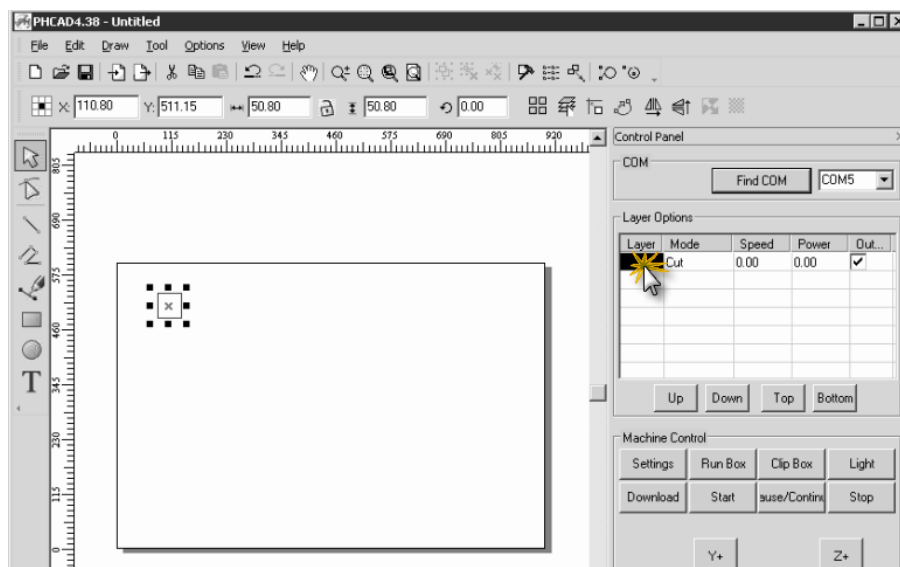 PHCAD4.38 - Untitled
File Edit Draw Tool Options View Help
X: 110.80 Y: 511.15 50.80 50.80 0.00
0 115 230 345 460 575 690 805 920
Control Panel
COM
Find COM COM5
Layer Options
Layer Mode Speed Power Out...
Cut 0.00 0.00
805
690
575
460
345
230
115
0
T
Up Down Top Bottom
Machine Control
Settings Run Box Clip Box Light
Download Start ause/Continu Stop
Y+ Z+